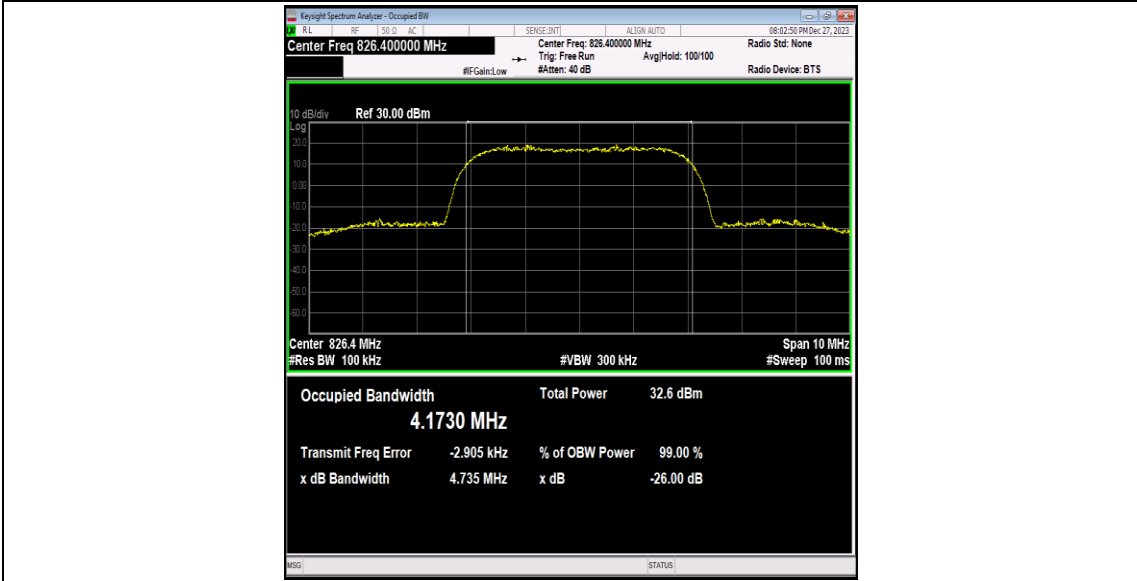 Keysight Spectrum Analyzer - Occupied BW
RL RF 50 Ω AC SENSE:INT ALIGN AUTO 08:02:50 PM Dec 27, 2023
Center Freq 826.400000 MHz Center Freq: 826.400000 MHz Radio Std: None
Trig: Free Run Avg|Hold: 100/100
#IFGain:Low #Atten: 40 dB Radio Device: BTS
10 dB/div Ref 30.00 dBm
Log
20.0
10.0
0.00
-10.0
-20.0
-30.0
-40.0
-50.0
-60.0
Center 826.4 MHz Span 10 MHz
#Res BW 100 kHz #VBW 300 kHz #Sweep 100 ms
Occupied Bandwidth Total Power 32.6 dBm
4.1730 MHz
Transmit Freq Error -2.905 kHz % of OBW Power 99.00 %
x dB Bandwidth 4.735 MHz x dB -26.00 dB
MSG STATUS